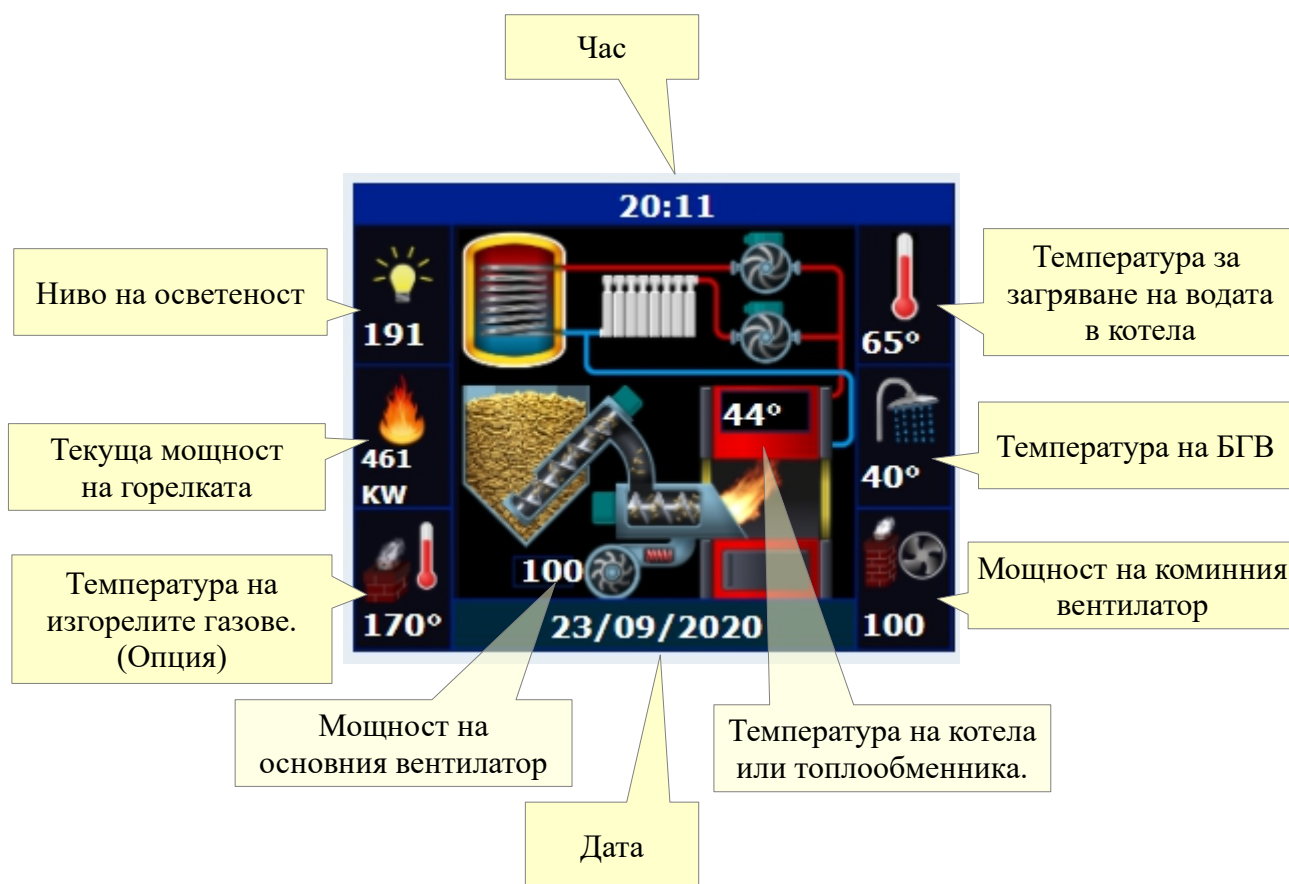 Час
20:11
Ниво на осветеност
191
Температура за
загряване на водата
в котела
65°
Текуща мощност
на горелката
461
KW
44°
Температура на БГВ
40°
Температура на
изгорелите газове.
(Опция)
170°
100
23/09/2020
Мощност на коминния
вентилатор
100
Мощност на
основния вентилатор
Температура на котела
или топлообменника.
Дата